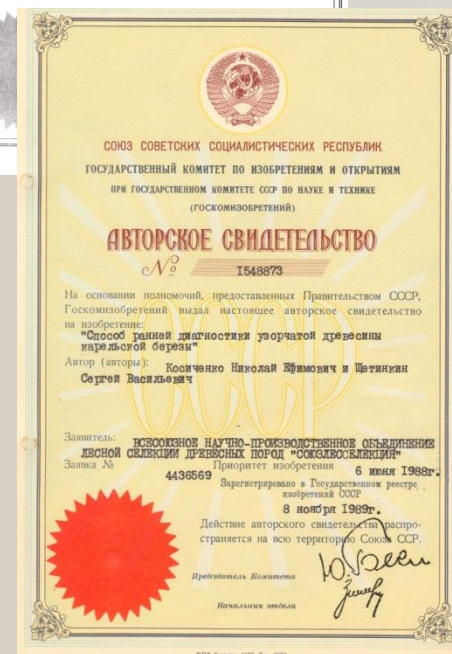 СОЮЗ СОВЕТСКИХ СОЦИАЛИСТИЧЕСКИХ РЕСПУБЛИК
ГОСУДАРСТВЕННЫЙ КОМИТЕТ ПО ИЗОБРЕТЕНИЯМ И ОТКРЫТИЯМ
ПРИ ГОСУДАРСТВЕННОМ КОМИТЕТЕ СССР ПО НАУКЕ И ТЕХНИКЕ
(ГОСКОМИЗОБРЕТЕНИЙ)
АВТОРСКОЕ СВИДЕТЕЛЬСТВО
№ 1548873
На основании полномочий, предоставленных Правительством СССР,
Госкомизобретений выдал настоящее авторское свидетельство
на изобретение:
"Способ ранней диагностики узорчатой древесины
карельской березы"
Автор (авторы): Косиченко Николай Ефимович и Щетинкин
Сергей Васильевич
СССР
Заявитель: ВСЕСОЮЗНОЕ НАУЧНО-ПРОИЗВОДСТВЕННОЕ ОБЪЕДИНЕНИЕ
ЛЕСНОЙ СЕЛЕКЦИИ ДРЕВЕСНЫХ ПОРОД "СОЮЗЛЕССЕЛЕКЦИЯ"
Заявка № 4436569 Приоритет изобретения 6 июня 1988г.
Зарегистрировано в Государственном реестре
изобретений СССР
8 ноября 1989г.
Действие авторского свидетельства распро-
страняется на всю территорию Союза ССР.
Председатель Комитета
Начальник отдела